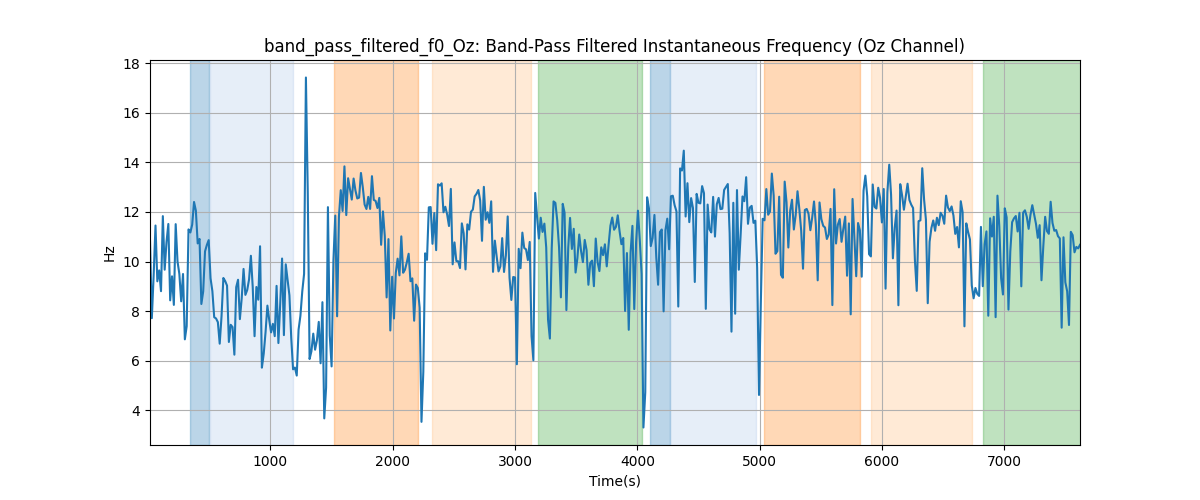 band_pass_filtered_f0_Oz: Band-Pass Filtered Instantaneous Frequency (Oz Channel)
18
16
14
12
10
8
6
4
Hz
1000 2000 3000 4000 5000 6000 7000
Time(s)